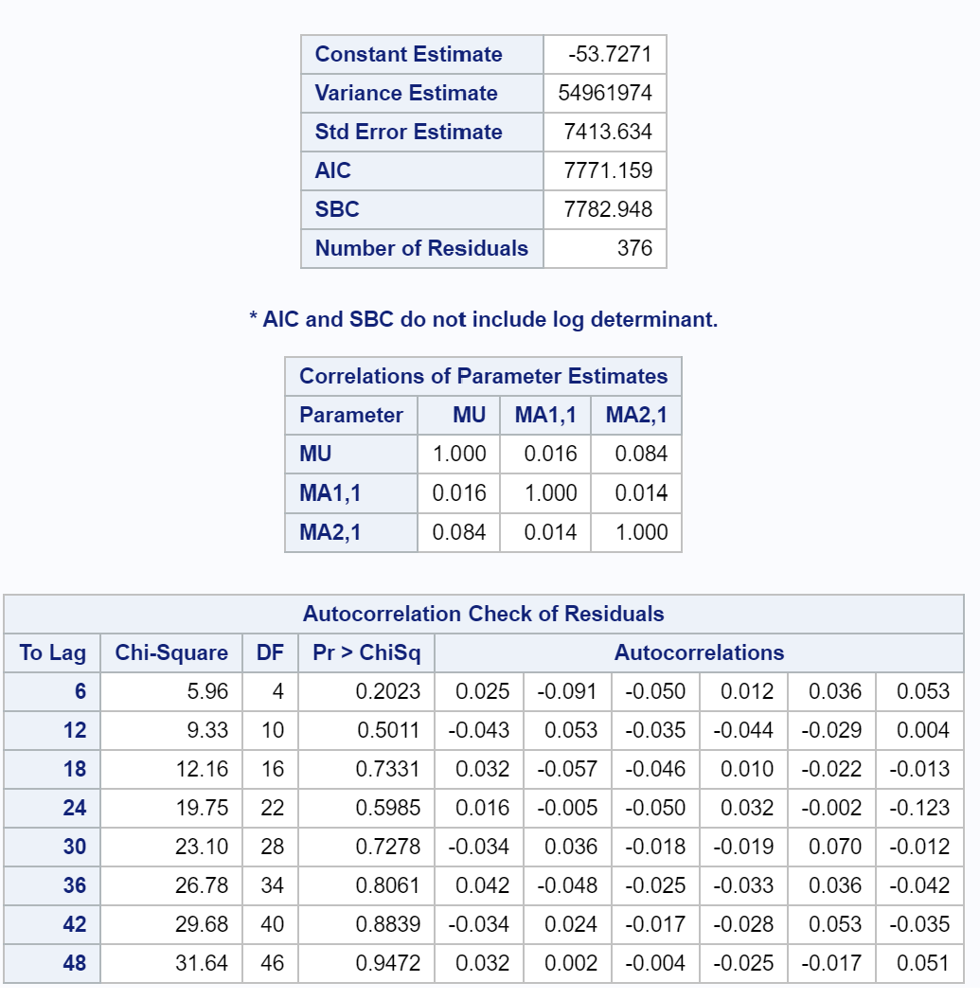 Constant Estimate -53.7271
Variance Estimate 54961974
Std Error Estimate 7413.634
AIC 7771.159
SBC 7782.948
Number of Residuals 376
* AIC and SBC do not include log determinant.
Correlations of Parameter Estimates
Parameter MU MA1,1 MA2,1
MU 1.000 0.016 0.084
MA1,1 0.016 1.000 0.014
MA2,1 0.084 0.014 1.000
Autocorrelation Check of Residuals
To Lag Chi-Square DF Pr > ChiSq Autocorrelations
6 5.96 4 0.2023 0.025 -0.091 -0.050 0.012 0.036 0.053
12 9.33 10 0.5011 -0.043 0.053 -0.035 -0.044 -0.029 0.004
18 12.16 16 0.7331 0.032 -0.057 -0.046 0.010 -0.022 -0.013
24 19.75 22 0.5985 0.016 -0.005 -0.050 0.032 -0.002 -0.123
30 23.10 28 0.7278 -0.034 0.036 -0.018 -0.019 0.070 -0.012
36 26.78 34 0.8061 0.042 -0.048 -0.025 -0.033 0.036 -0.042
42 29.68 40 0.8839 -0.034 0.024 -0.017 -0.028 0.053 -0.035
48 31.64 46 0.9472 0.032 0.002 -0.004 -0.025 -0.017 0.051